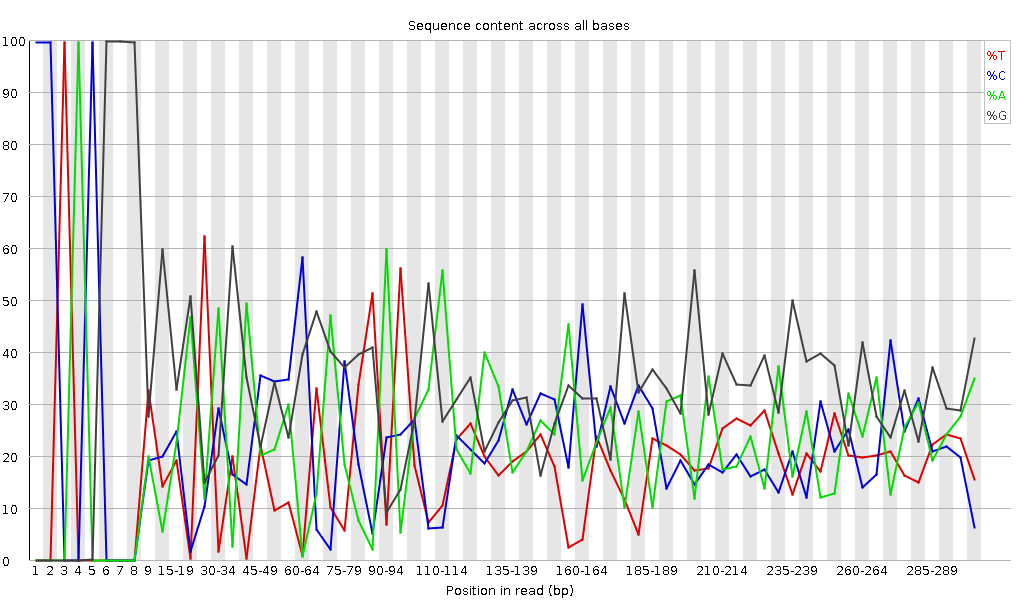 Sequence content across all bases
100
90
80
70
60
50
40
30
20
10
0
%T
%C
%A
%G
1 2 3 4 5 6 7 8 9 15-19 30-34 45-49 60-64 75-79 90-94 110-114 135-139 160-164 185-189 210-214 235-239 260-264 285-289
Position in read (bp)